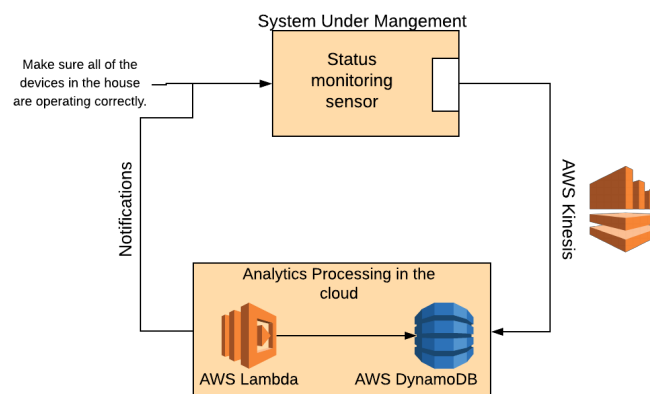 System Under Mangement
Make sure all of the
devices in the house
are operating correctly.
Status
monitoring
sensor
AWS Kinesis
Notifications
Analytics Processing in the
cloud
AWS Lambda
AWS DynamoDB